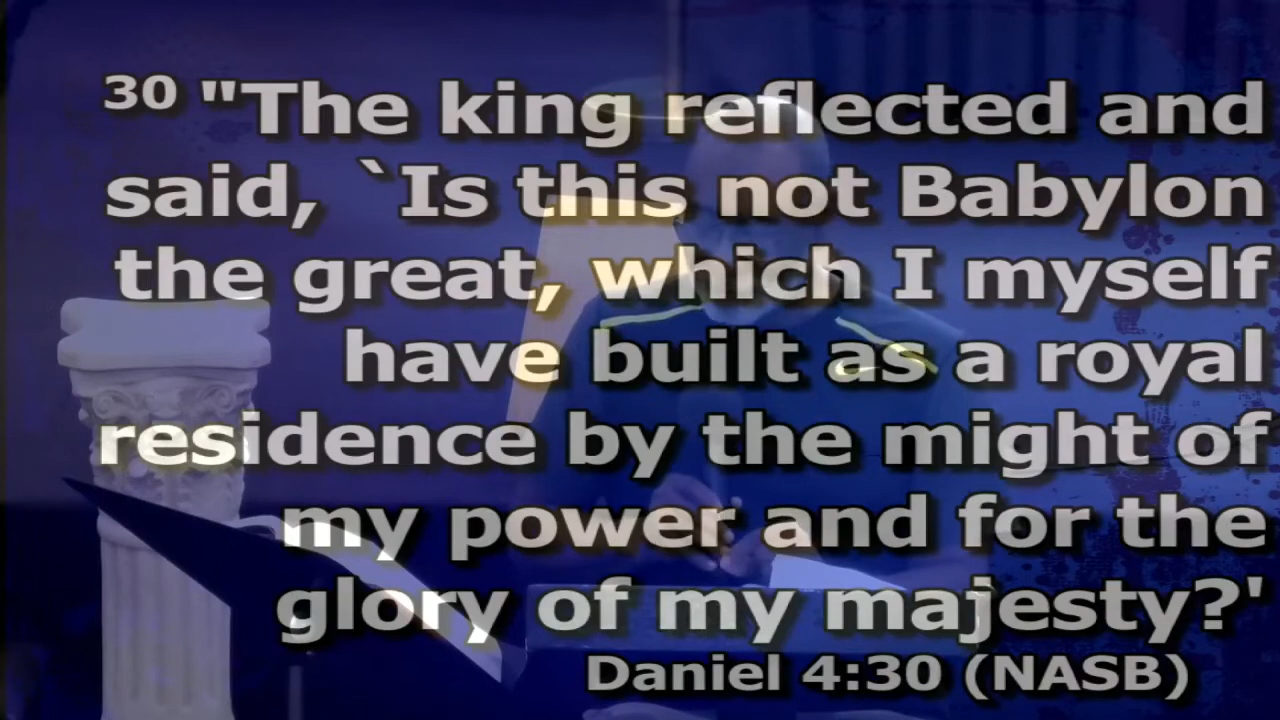 30 "The king reflected and
said, `Is this not Babylon
the great, which I myself
have built as a royal
residence by the might of
my power and for the
glory of my majesty?'
Daniel 4:30 (NASB)